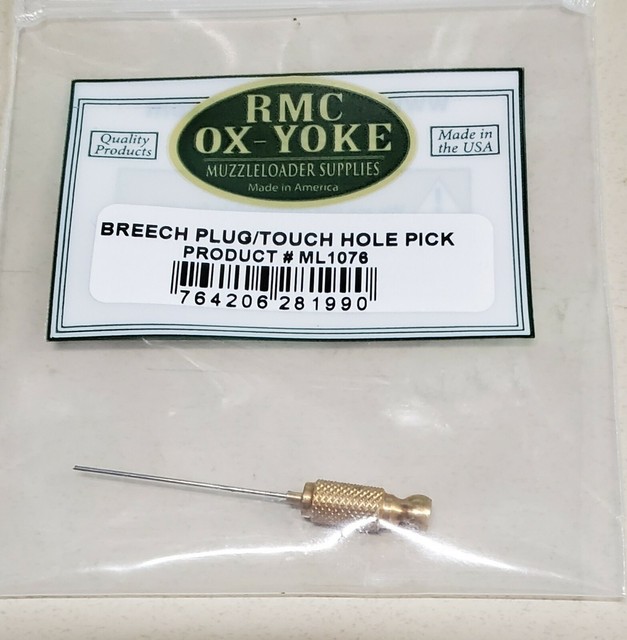 RMC
OX-YOKE
MUZZLELOADER SUPPLIES
Made in America
Quality
Products
Made in
the USA
BREECH PLUG/TOUCH HOLE PICK
PRODUCT # ML1076
764206 281990